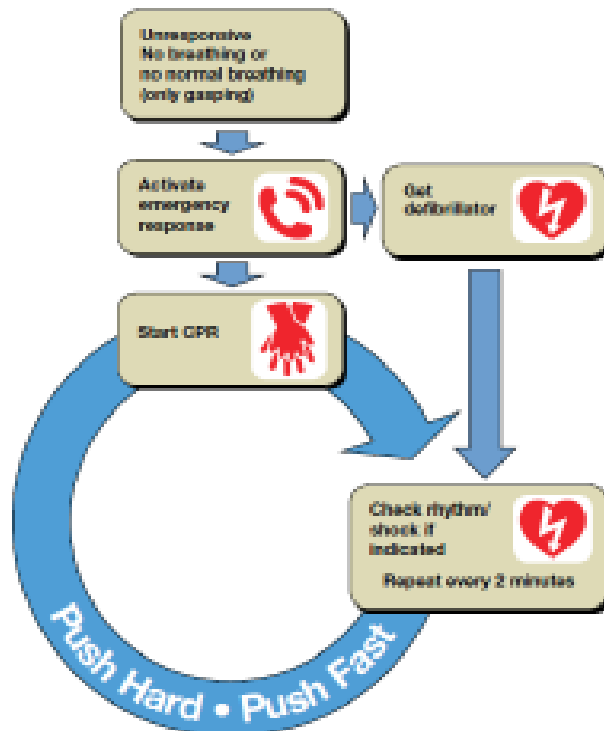 Unresponsive
No breathing or
no normal breathing
(only gasping)
Activate
emergency
response
Get
defibrillator
Start CPR
Check rhythm/
shock if
indicated
Repeat every 2 minutes
Push Hard • Push Fast